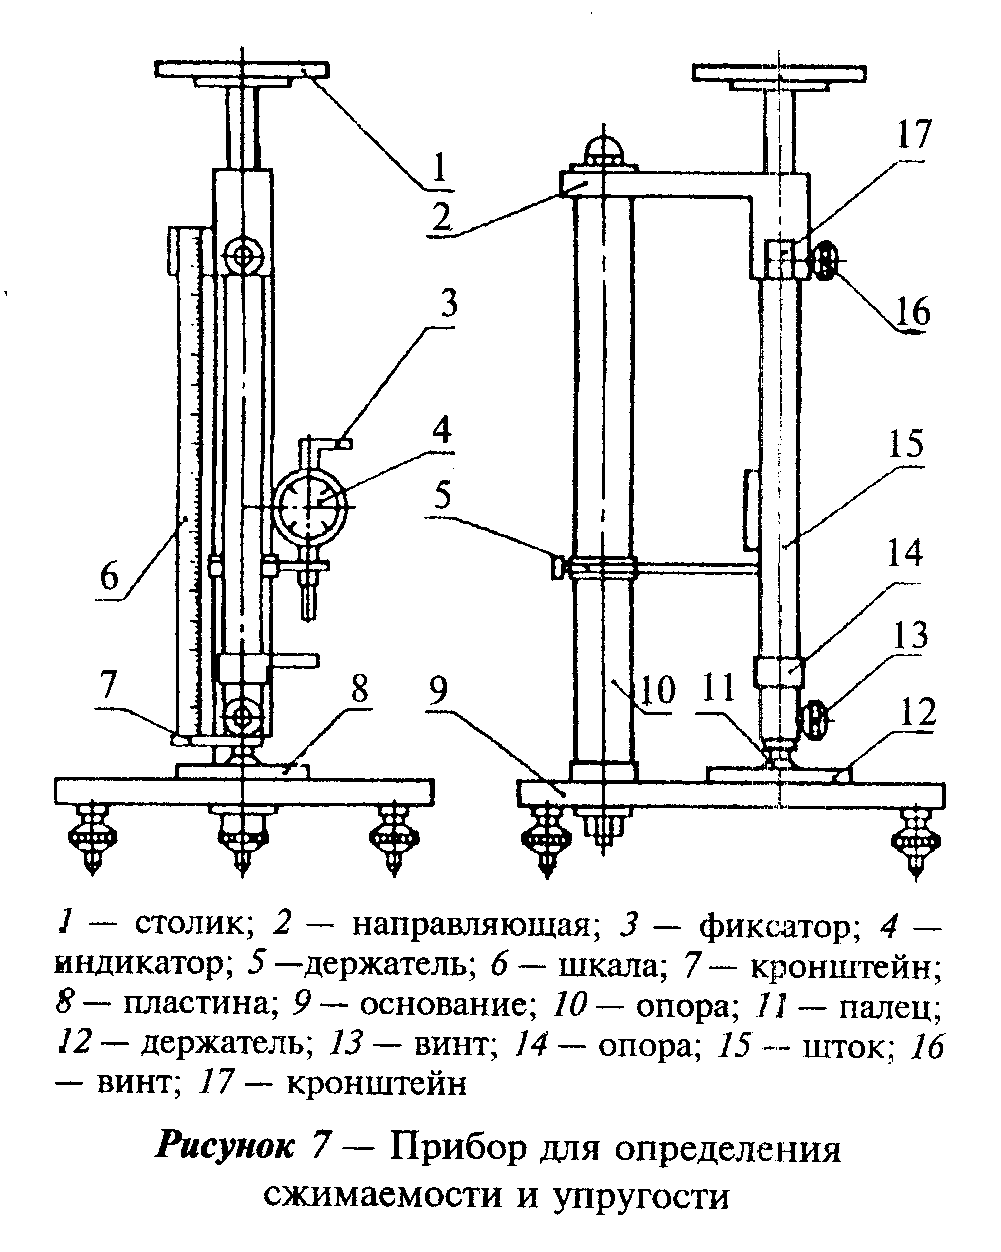 1
17
2
3
16
4
15
5
14
6
13
7
8
9
10
11
12
1 — столик; 2 — направляющая; 3 — фиксатор; 4 —
индикатор; 5 —держатель; 6 — шкала; 7 — кронштейн;
8 — пластина; 9 — основание; 10 — опора; 11 — палец;
12 — держатель; 13 — винт; 14 — опора; 15 -- шток; 16
— винт; 17 — кронштейн
Рисунок 7 — Прибор для определения
сжимаемости и упругости